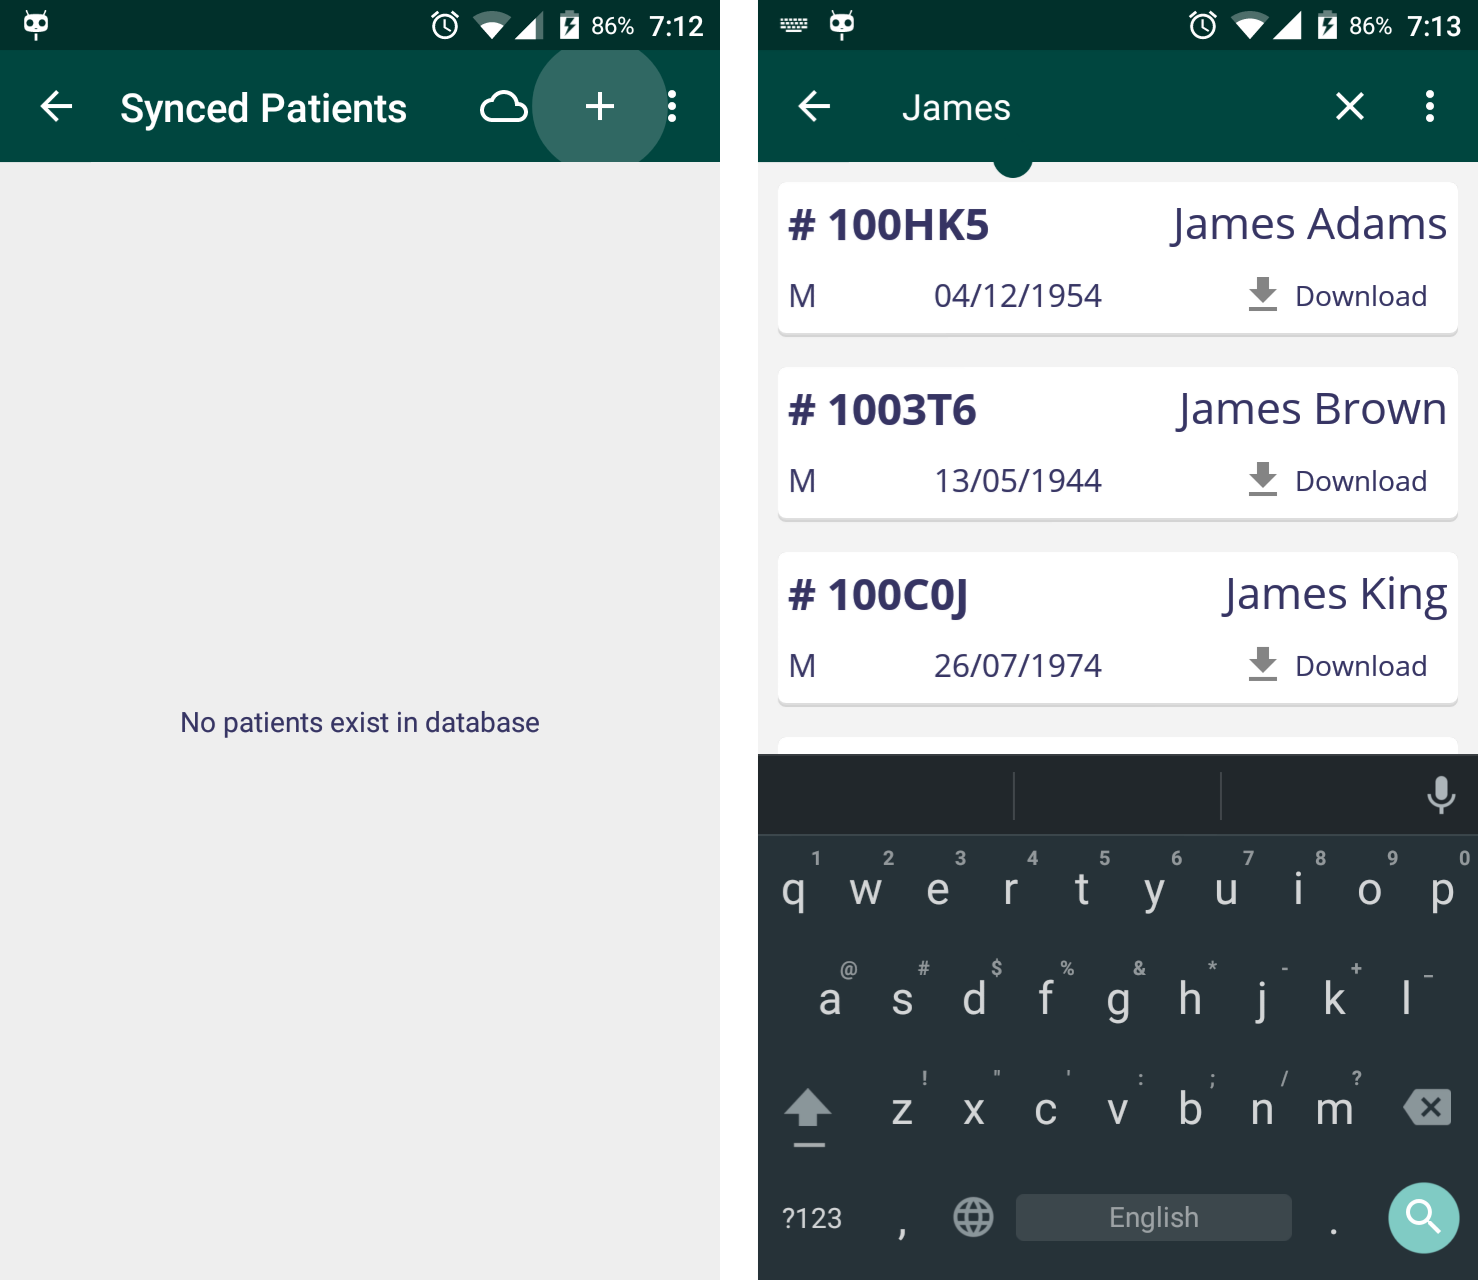 86% 7:12
Synced Patients
No patients exist in database
86% 7:13
James
# 100HK5 James Adams
M 04/12/1954 Download
# 1003T6 James Brown
M 13/05/1944 Download
# 100C0J James King
M 26/07/1974 Download
1 2 3 4 5 6 7 8 9 0
q w e r t y u i o p
@ # $ % & * - + _
a s d f g h j k l
! " ' : ; / ?
z x c v b n m
?123 , English .